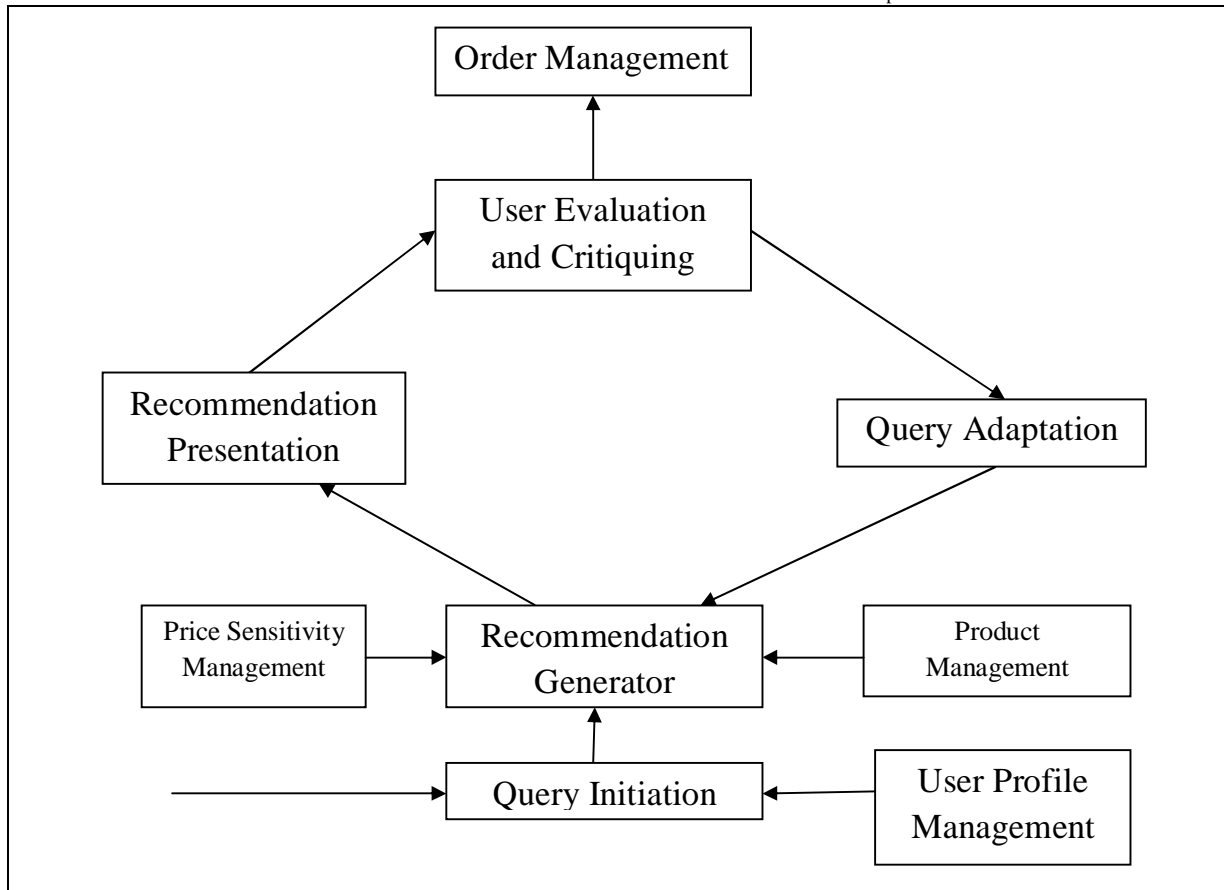 Order Management
User Evaluation
and Critiquing
Recommendation
Presentation
Query Adaptation
Price Sensitivity
Management
Recommendation
Generator
Product
Management
Query Initiation
User Profile
Management